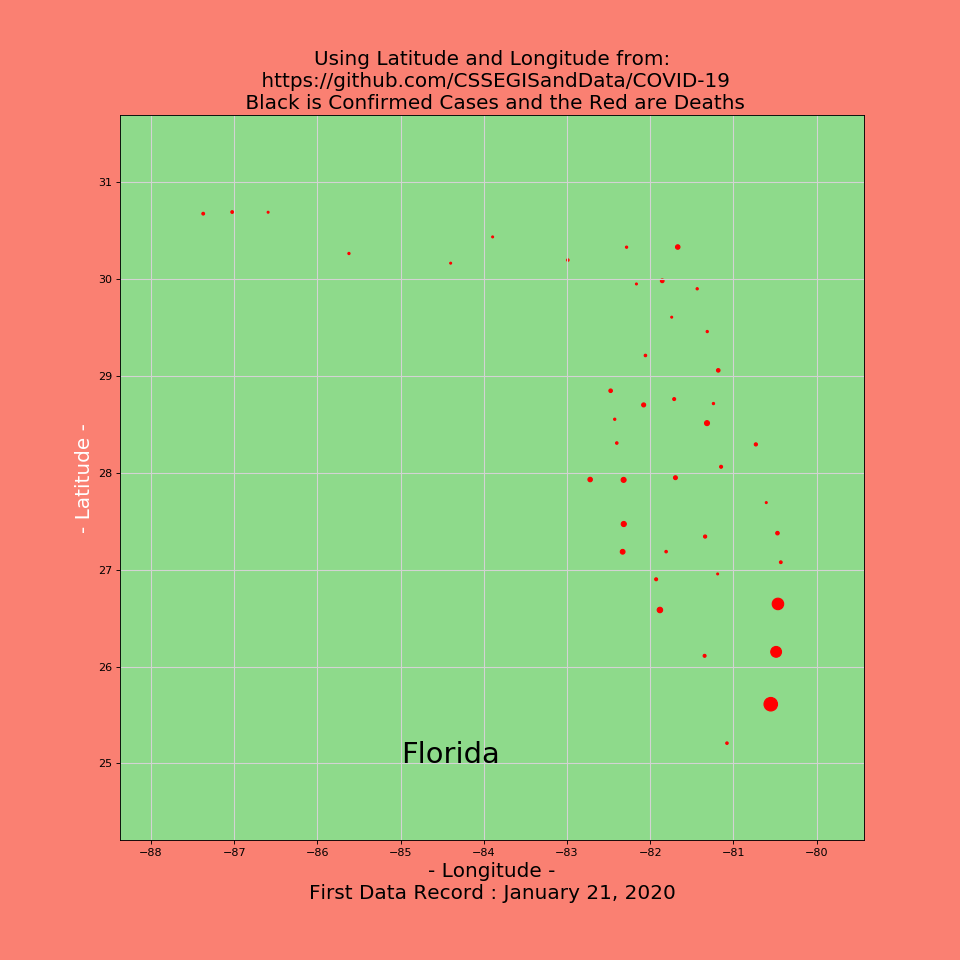 Using Latitude and Longitude from:
https://github.com/CSSEGISandData/COVID-19
Black is Confirmed Cases and the Red are Deaths
31
30
29
28
27
26
25
- Latitude -
Florida
−88 −87 −86 −85 −84 −83 −82 −81 −80
- Longitude -
First Data Record : January 21, 2020